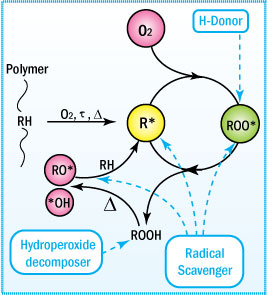 O₂
H-Donor
Polymer
RH
O₂, τ, Δ
R*
ROO*
RO*
RH
*OH
Δ
ROOH
Hydroperoxide
decomposer
Radical
Scavenger